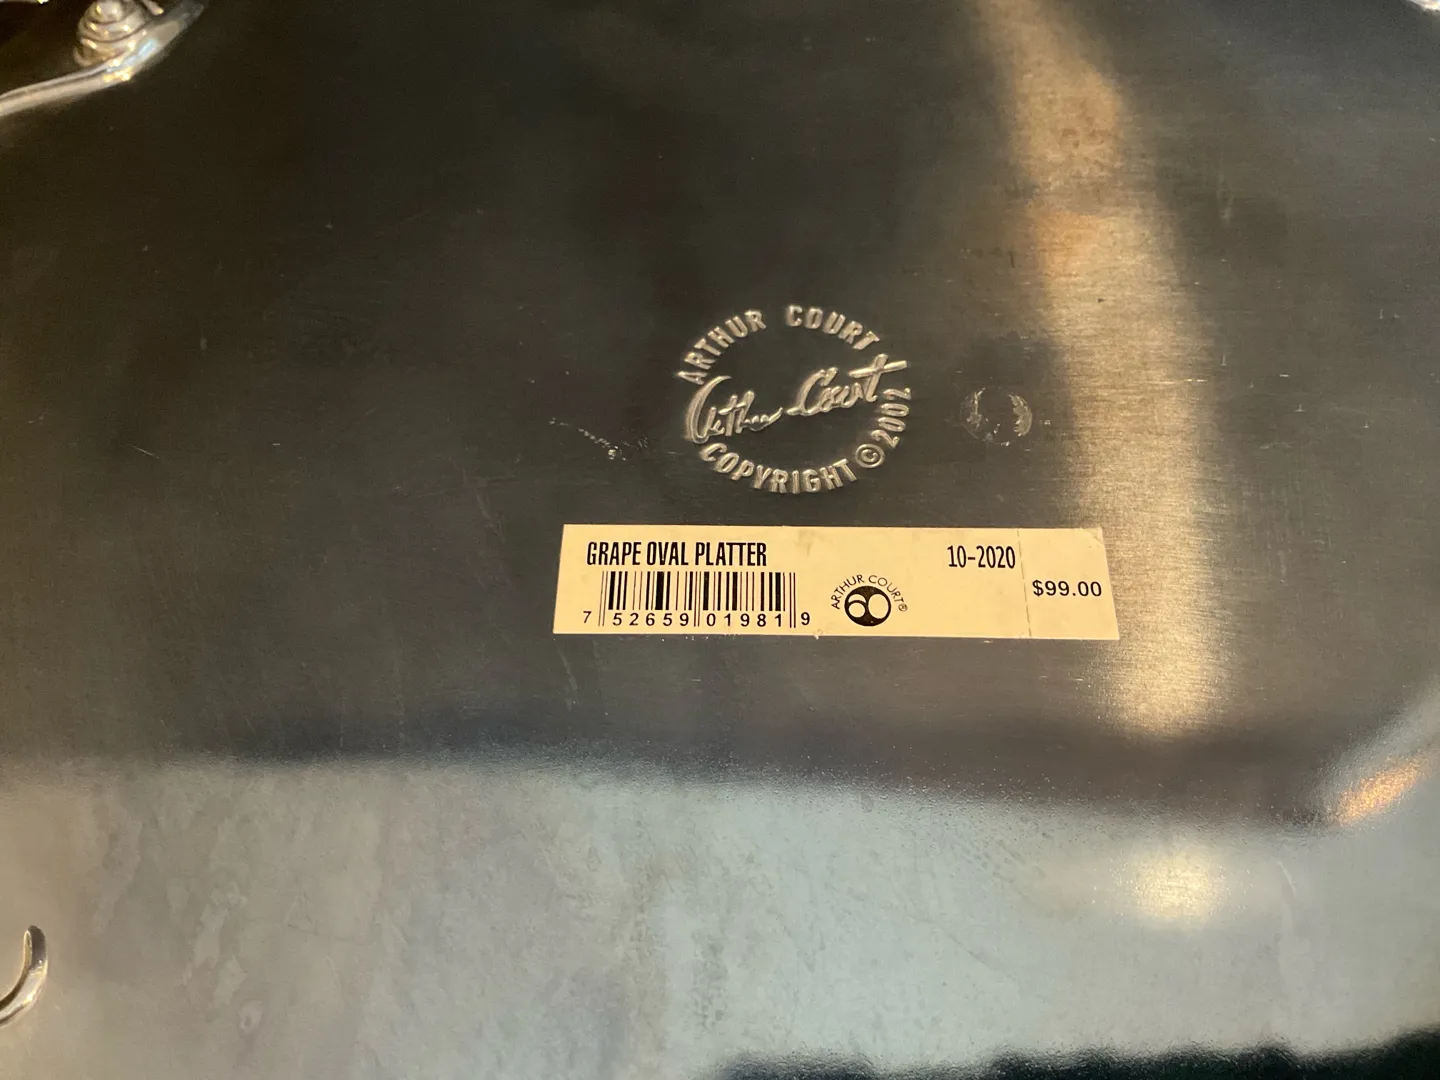 ARTHUR COURT
Arthur Court
COPYRIGHT © 2002
GRAPE OVAL PLATTER
10-2020
$99.00
7 52659 01981 9
ARTHUR COURT®
60